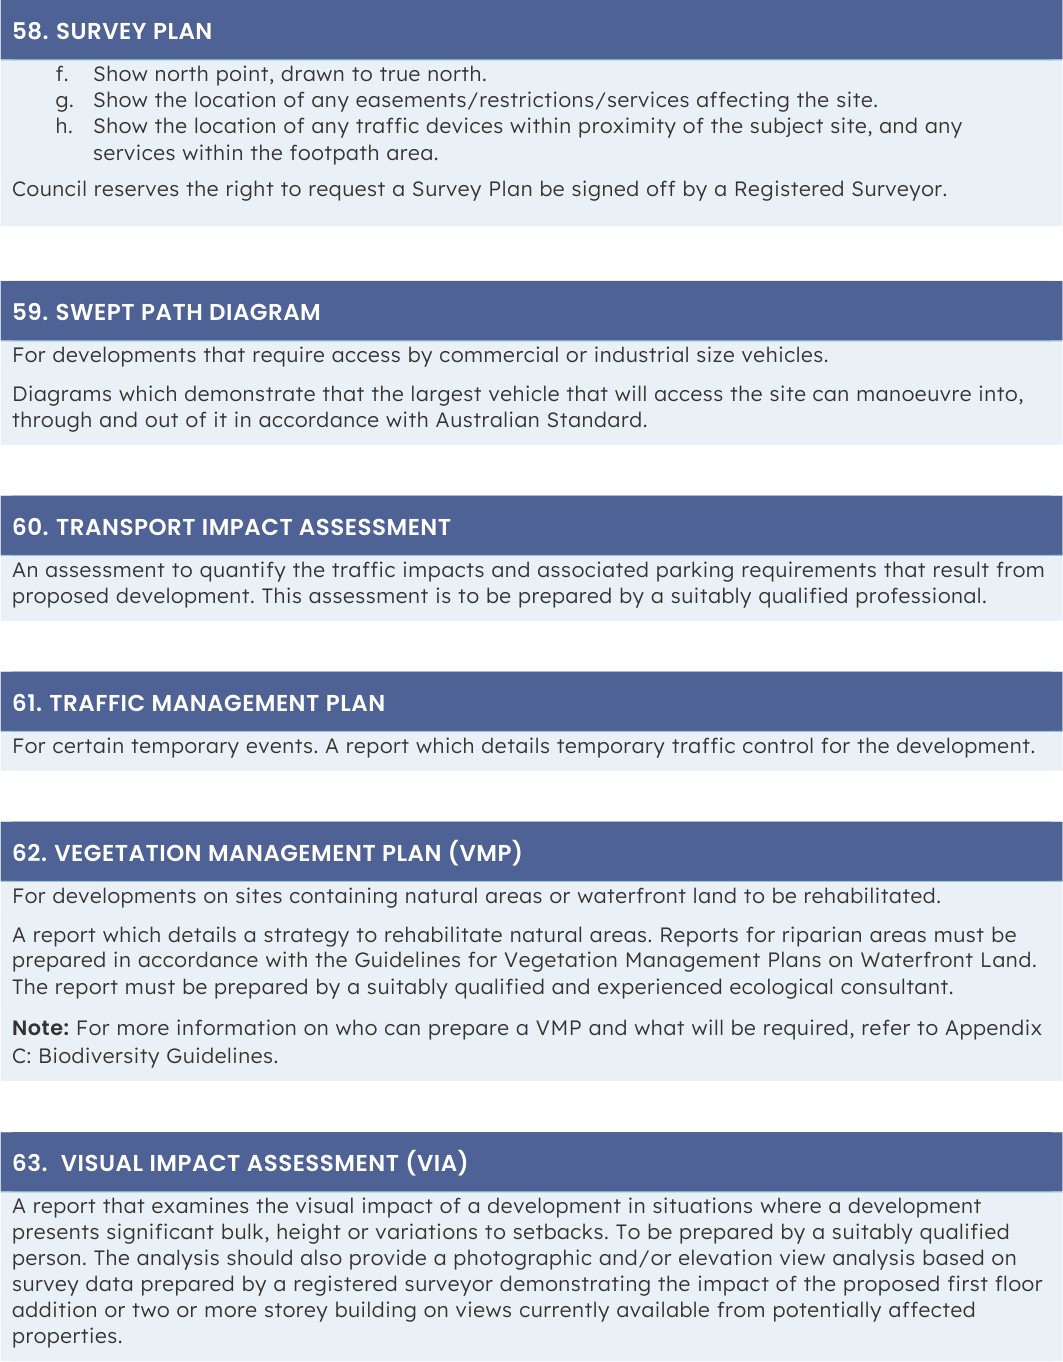 58. SURVEY PLAN
f. Show north point, drawn to true north.
g. Show the location of any easements/restrictions/services affecting the site.
h. Show the location of any traffic devices within proximity of the subject site, and any
services within the footpath area.
Council reserves the right to request a Survey Plan be signed off by a Registered Surveyor.
59. SWEPT PATH DIAGRAM
For developments that require access by commercial or industrial size vehicles.
Diagrams which demonstrate that the largest vehicle that will access the site can manoeuvre into,
through and out of it in accordance with Australian Standard.
60. TRANSPORT IMPACT ASSESSMENT
An assessment to quantify the traffic impacts and associated parking requirements that result from
proposed development. This assessment is to be prepared by a suitably qualified professional.
61. TRAFFIC MANAGEMENT PLAN
For certain temporary events. A report which details temporary traffic control for the development.
62. VEGETATION MANAGEMENT PLAN (VMP)
For developments on sites containing natural areas or waterfront land to be rehabilitated.
A report which details a strategy to rehabilitate natural areas. Reports for riparian areas must be
prepared in accordance with the Guidelines for Vegetation Management Plans on Waterfront Land.
The report must be prepared by a suitably qualified and experienced ecological consultant.
Note: For more information on who can prepare a VMP and what will be required, refer to Appendix
C: Biodiversity Guidelines.
63. VISUAL IMPACT ASSESSMENT (VIA)
A report that examines the visual impact of a development in situations where a development
presents significant bulk, height or variations to setbacks. To be prepared by a suitably qualified
person. The analysis should also provide a photographic and/or elevation view analysis based on
survey data prepared by a registered surveyor demonstrating the impact of the proposed first floor
addition or two or more storey building on views currently available from potentially affected
properties.